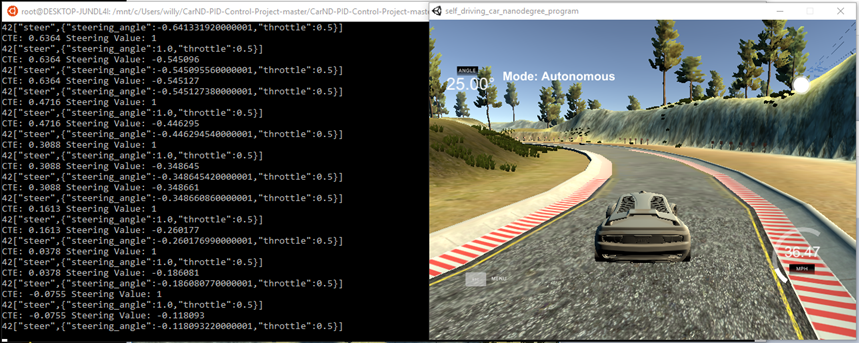 root@DESKTOP-JUNDL4I: /mnt/c/Users/willy/CarND-PID-Control-Project-master/CarND-PID-Control-Project-mast
42["steer",{"steering_angle":-0.641331920000001,"throttle":0.5}]
CTE: 0.6364 Steering Value: 1
42["steer",{"steering_angle":1.0,"throttle":0.5}]
CTE: 0.6364 Steering Value: -0.545096
42["steer",{"steering_angle":-0.545095560000001,"throttle":0.5}]
CTE: 0.6364 Steering Value: -0.545127
42["steer",{"steering_angle":-0.545127380000001,"throttle":0.5}]
CTE: 0.4716 Steering Value: 1
42["steer",{"steering_angle":1.0,"throttle":0.5}]
CTE: 0.4716 Steering Value: -0.446295
42["steer",{"steering_angle":-0.446294540000001,"throttle":0.5}]
CTE: 0.3088 Steering Value: 1
42["steer",{"steering_angle":1.0,"throttle":0.5}]
CTE: 0.3088 Steering Value: -0.348645
42["steer",{"steering_angle":-0.348645420000001,"throttle":0.5}]
CTE: 0.3088 Steering Value: -0.348661
42["steer",{"steering_angle":-0.348660860000001,"throttle":0.5}]
CTE: 0.1613 Steering Value: 1
42["steer",{"steering_angle":1.0,"throttle":0.5}]
CTE: 0.1613 Steering Value: -0.260177
42["steer",{"steering_angle":-0.260176990000001,"throttle":0.5}]
CTE: 0.0378 Steering Value: 1
42["steer",{"steering_angle":1.0,"throttle":0.5}]
CTE: 0.0378 Steering Value: -0.186081
42["steer",{"steering_angle":-0.186080770000001,"throttle":0.5}]
CTE: -0.0755 Steering Value: 1
42["steer",{"steering_angle":1.0,"throttle":0.5}]
CTE: -0.0755 Steering Value: -0.118093
42["steer",{"steering_angle":-0.118093220000001,"throttle":0.5}]
self_driving_car_nanodegree_program
ANGLE
25.00°
Mode: Autonomous
36.47
MPH
MENU